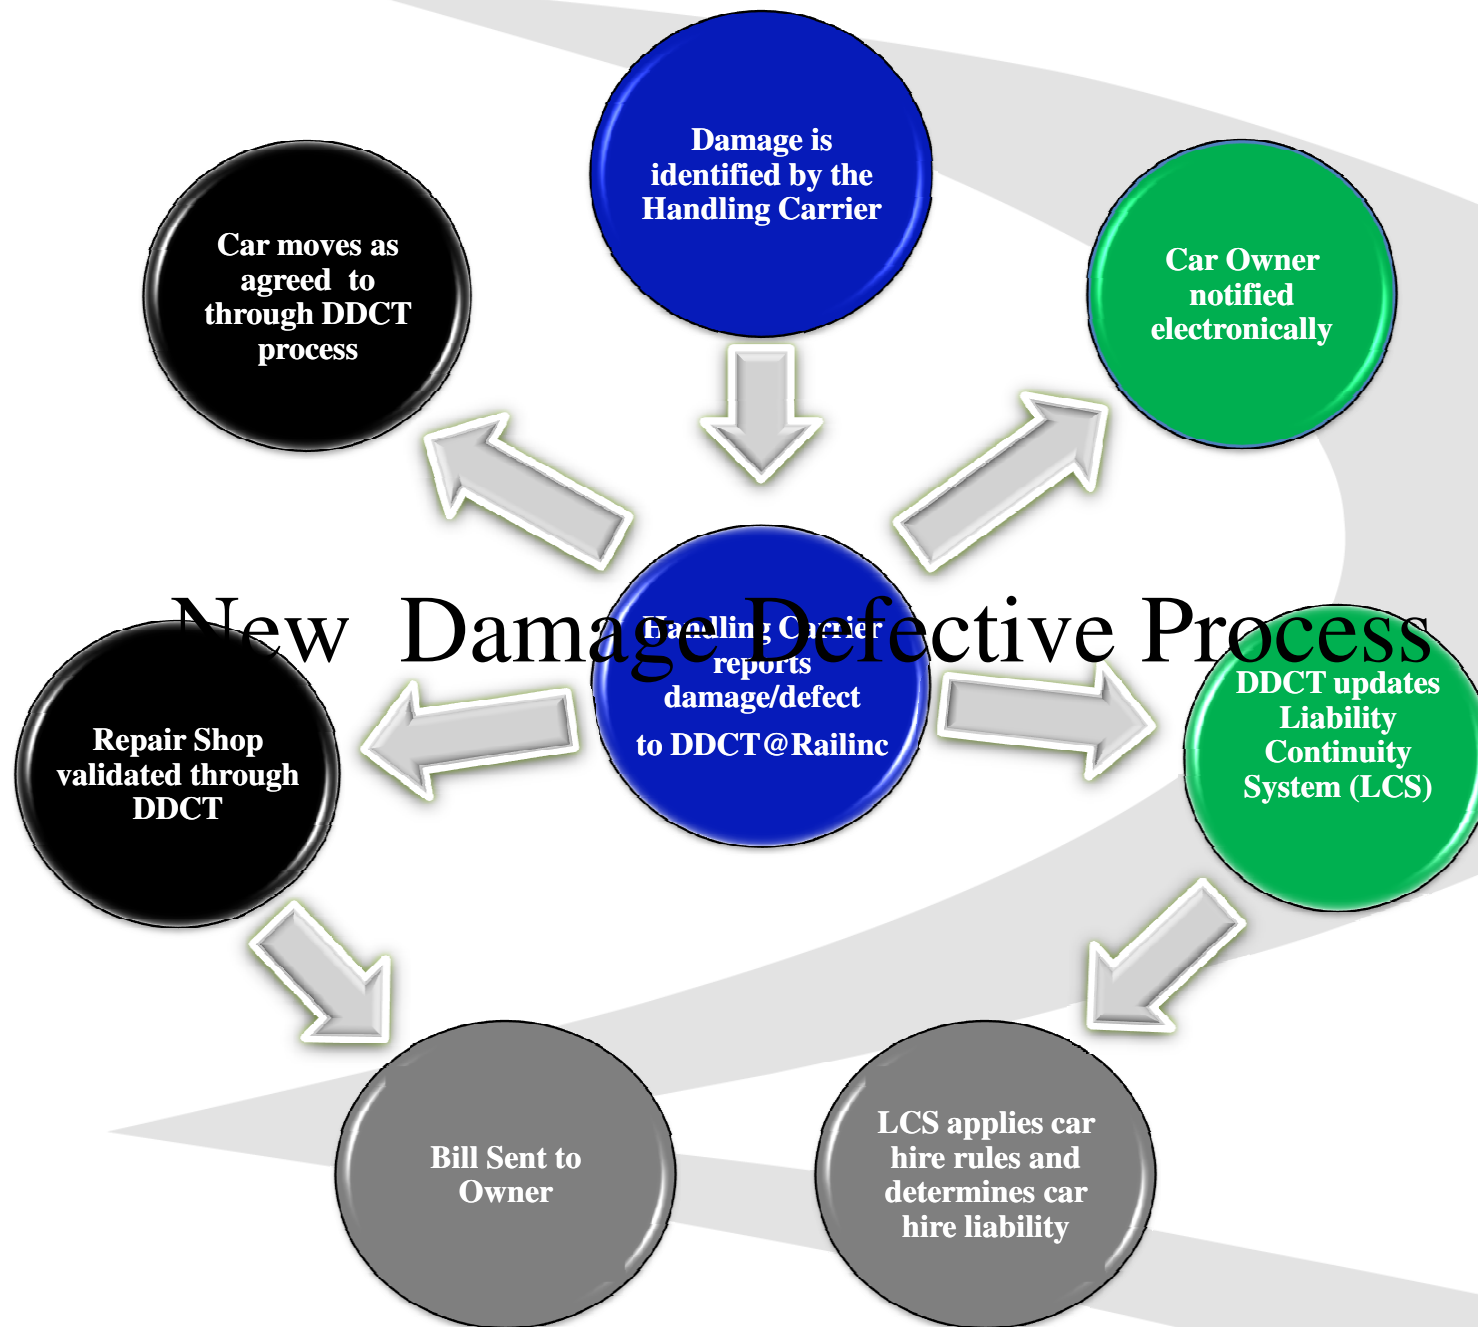 New Damage Defective Process
Damage is
identified by the
Handling Carrier
Car moves as
agreed to
through DDCT
process
Car Owner
notified
electronically
Handling Carrier
reports
damage/defect
to DDCT@Railinc
DDCT updates
Liability
Continuity
System (LCS)
Repair Shop
validated through
DDCT
Bill Sent to
Owner
LCS applies car
hire rules and
determines car
hire liability